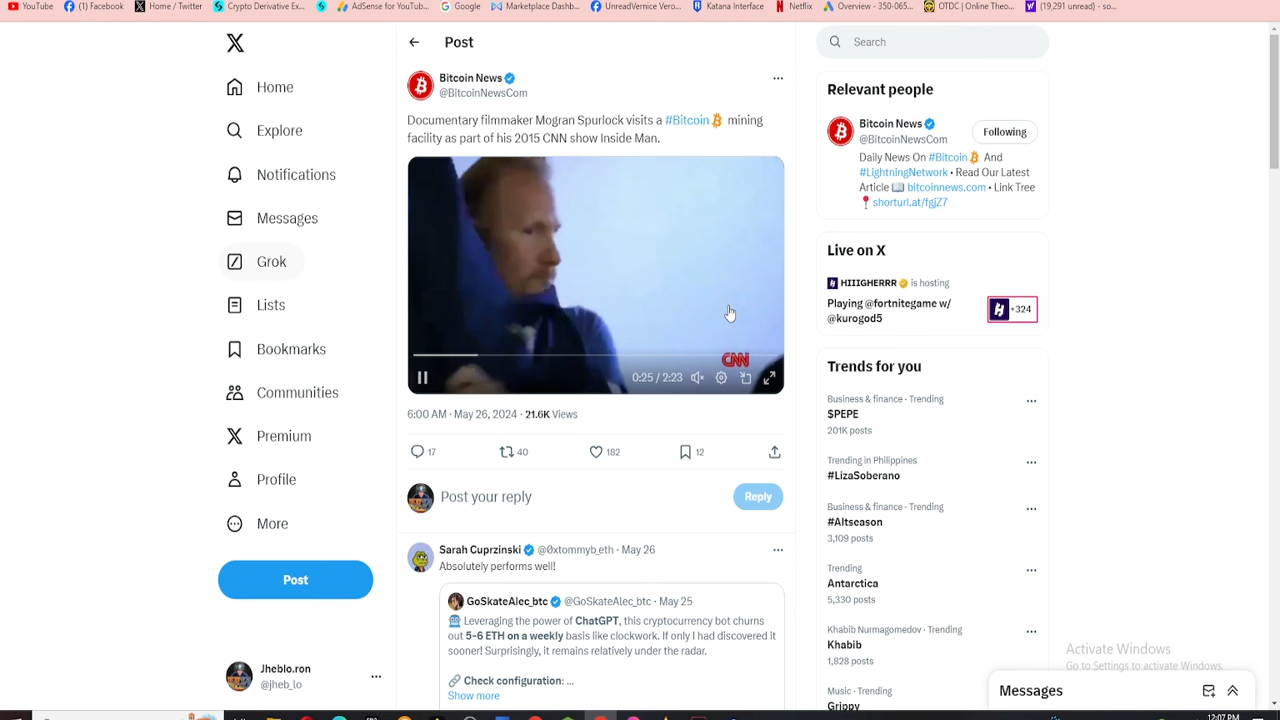 YouTube
(1) Facebook
Home / Twitter
Crypto Derivative Ex...
AdSense for YouTub...
Google
Marketplace Dashb...
UnreadVernice Vero...
Katana Interface
Netflix
Overview - 350-065...
OTDC | Online Theo...
(19,291 unread) - so...
Home
Explore
Notifications
Messages
Grok
Lists
Bookmarks
Communities
Premium
Profile
More
Post
Jheblo.ron
@jheb_lo
Post
Bitcoin News
@BitcoinNewsCom
Documentary filmmaker Mogran Spurlock visits a #Bitcoin mining
facility as part of his 2015 CNN show Inside Man.
CNN
0:25 / 2:23
6:00 AM · May 26, 2024 · 21.6K Views
17
40
182
12
Post your reply
Reply
Sarah Cuprzinski @0xtommyb_eth · May 26
Absolutely performs well!
GoSkateAlec_btc @GoSkateAlec_btc · May 25
Leveraging the power of ChatGPT, this cryptocurrency bot churns
out 5-6 ETH on a weekly basis like clockwork. If only I had discovered it
sooner! Surprisingly, it remains relatively under the radar.
Check configuration: ...
Show more
Search
Relevant people
Bitcoin News
@BitcoinNewsCom
Following
Daily News On #Bitcoin And
#LightningNetwork • Read Our Latest
Article bitcoinnews.com • Link Tree
shorturl.at/fgjZ7
Live on X
HIIIGHERRR is hosting
Playing @fortnitegame w/
@kurogod5
+324
Trends for you
Business & finance · Trending
$PEPE
201K posts
Trending in Philippines
#LizaSoberano
Business & finance · Trending
#Altseason
3,109 posts
Trending
Antarctica
5,330 posts
Khabib Nurmagomedov · Trending
Khabib
1,828 posts
Music · Trending
Grippy
Activate Windows
Go to Settings to activate Windows.
Messages
12:07 PM